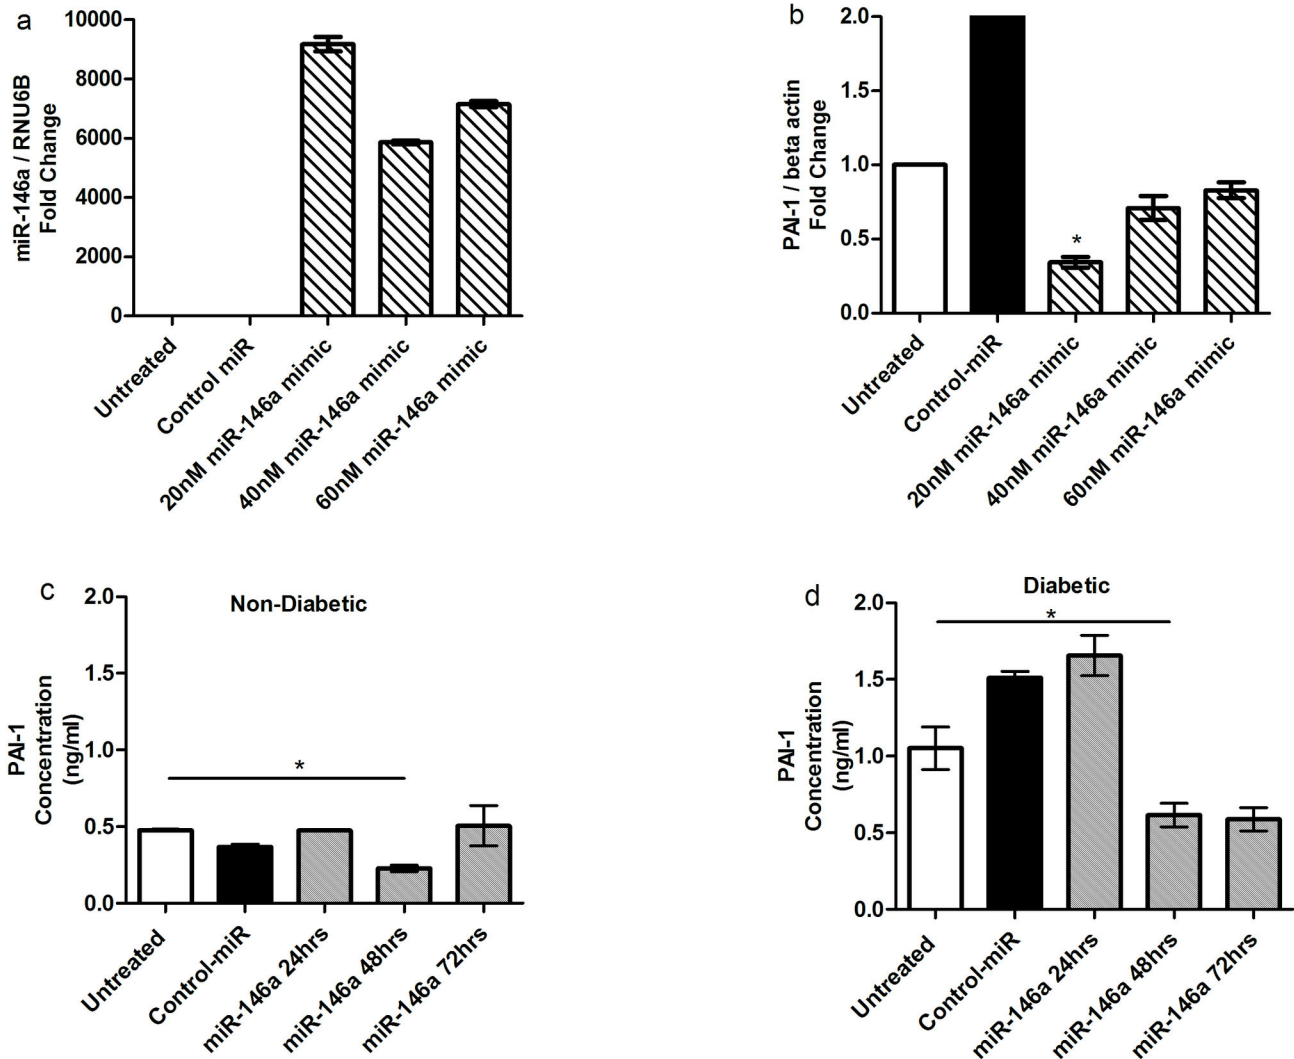 a
10000
8000
6000
4000
2000
0
miR-146a / RNU6B
Fold Change
Untreated
Control miR
20nM miR-146a mimic
40nM miR-146a mimic
60nM miR-146a mimic
b
2.0
1.5
1.0
0.5
0.0
PAI-1 / beta actin
Fold Change
*
Untreated
Control-miR
20nM miR-146a mimic
40nM miR-146a mimic
60nM miR-146a mimic
c
Non-Diabetic
2.0
1.5
1.0
0.5
0.0
PAI-1
Concentration
(ng/ml)
*
Untreated
Control-miR
miR-146a 24hrs
miR-146a 48hrs
miR-146a 72hrs
d
Diabetic
2.0
1.5
1.0
0.5
0.0
PAI-1
Concentration
(ng/ml)
*
Untreated
Control-miR
miR-146a 24hrs
miR-146a 48hrs
miR-146a 72hrs